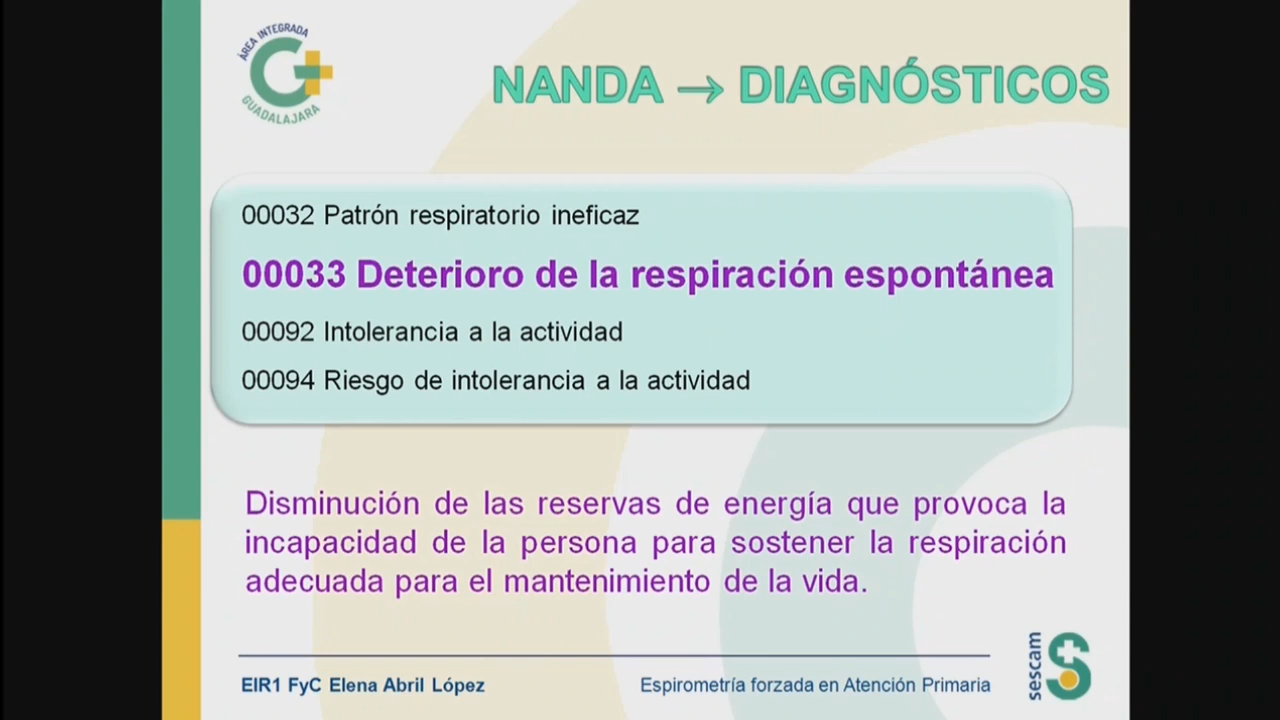 ÁREA INTEGRADA
GUADALAJARA
NANDA → DIAGNÓSTICOS
00032 Patrón respiratorio ineficaz
00033 Deterioro de la respiración espontánea
00092 Intolerancia a la actividad
00094 Riesgo de intolerancia a la actividad
Disminución de las reservas de energía que provoca la
incapacidad de la persona para sostener la respiración
adecuada para el mantenimiento de la vida.
EIR1 FyC Elena Abril López
Espirometría forzada en Atención Primaria
sescam